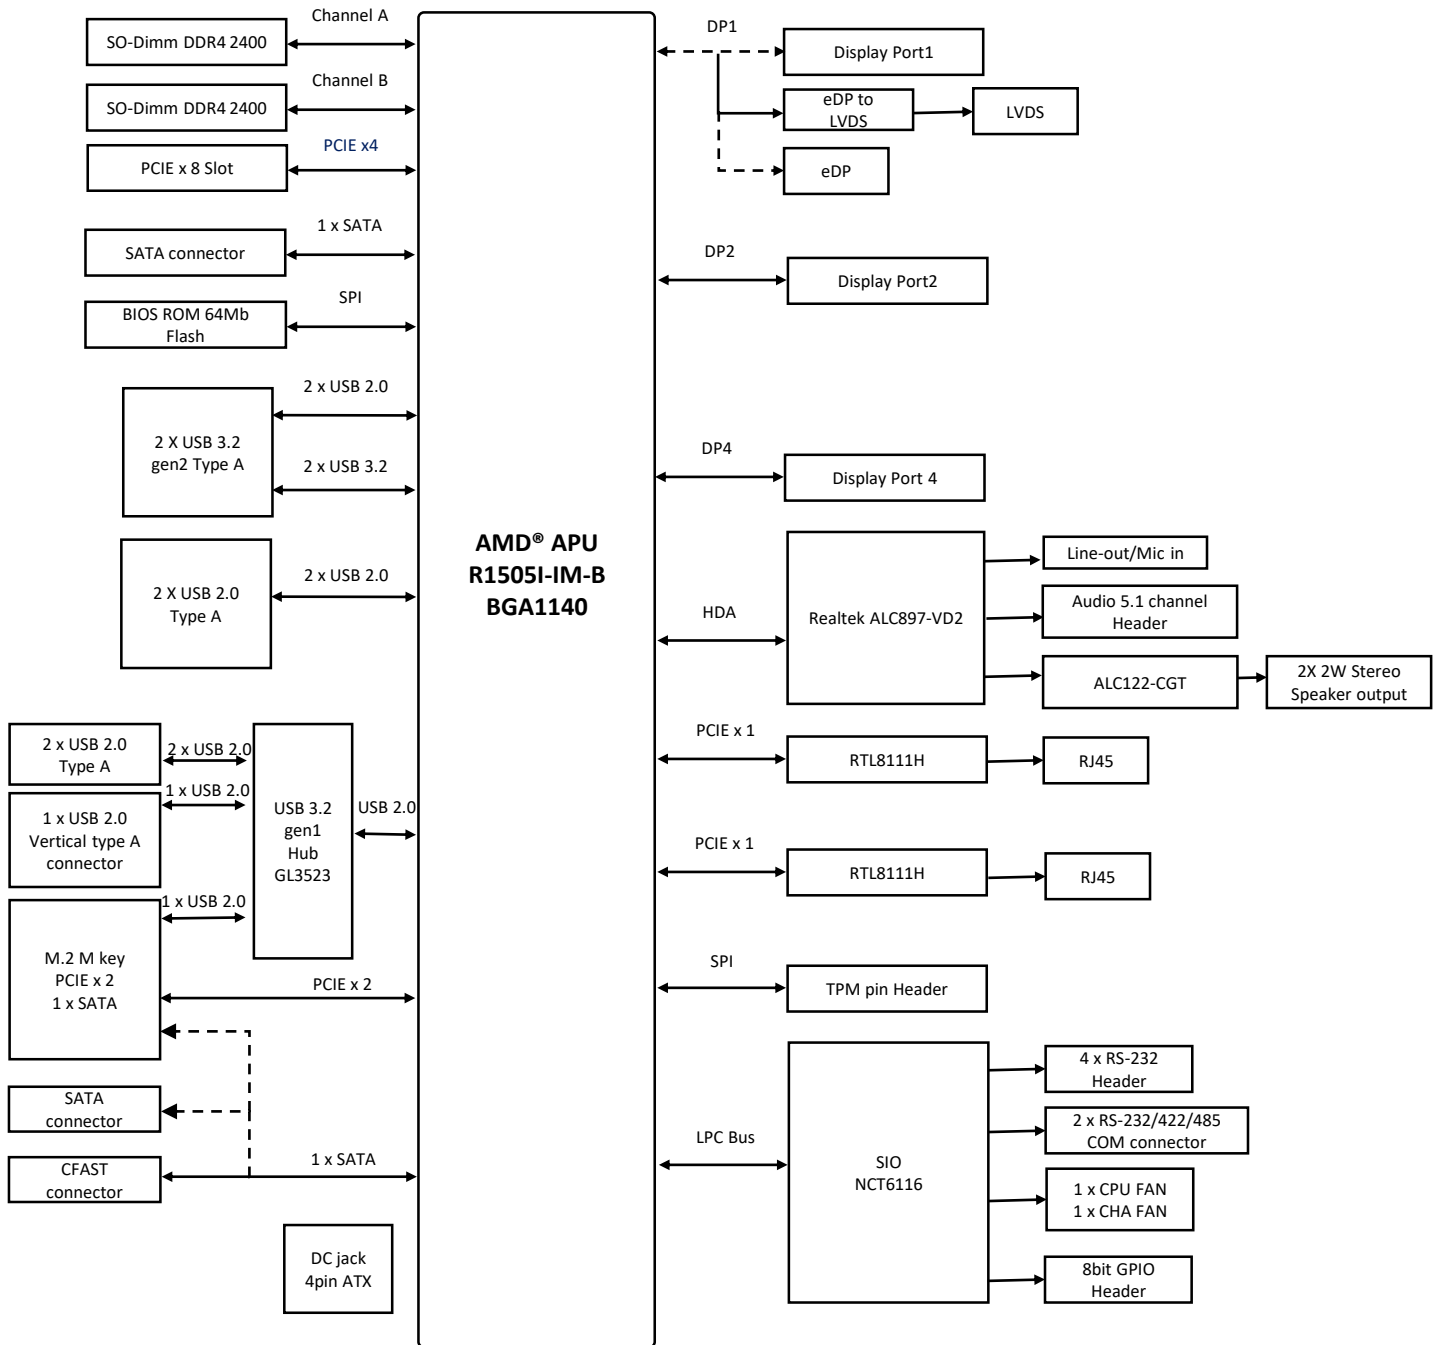 Channel A
SO-Dimm DDR4 2400
Channel B
SO-Dimm DDR4 2400
PCIE x4
PCIE x 8 Slot
1 x SATA
SATA connector
SPI
BIOS ROM 64Mb
Flash
2 x USB 2.0
2 X USB 3.2
gen2 Type A
2 x USB 3.2
2 x USB 2.0
2 X USB 2.0
Type A
2 x USB 2.0
Type A
2 x USB 2.0
1 x USB 2.0
1 x USB 2.0
Vertical type A
connector
USB 3.2
gen1
Hub
GL3523
USB 2.0
1 x USB 2.0
M.2 M key
PCIE x 2
1 x SATA
PCIE x 2
SATA
connector
CFAST
connector
1 x SATA
DC jack
4pin ATX
AMD® APU
R1505I-IM-B
BGA1140
DP1
Display Port1
eDP to
LVDS
LVDS
eDP
DP2
Display Port2
DP4
Display Port 4
HDA
Realtek ALC897-VD2
Line-out/Mic in
Audio 5.1 channel
Header
ALC122-CGT
2X 2W Stereo
Speaker output
PCIE x 1
RTL8111H
RJ45
PCIE x 1
RTL8111H
RJ45
SPI
TPM pin Header
LPC Bus
SIO
NCT6116
4 x RS-232
Header
2 x RS-232/422/485
COM connector
1 x CPU FAN
1 x CHA FAN
8bit GPIO
Header